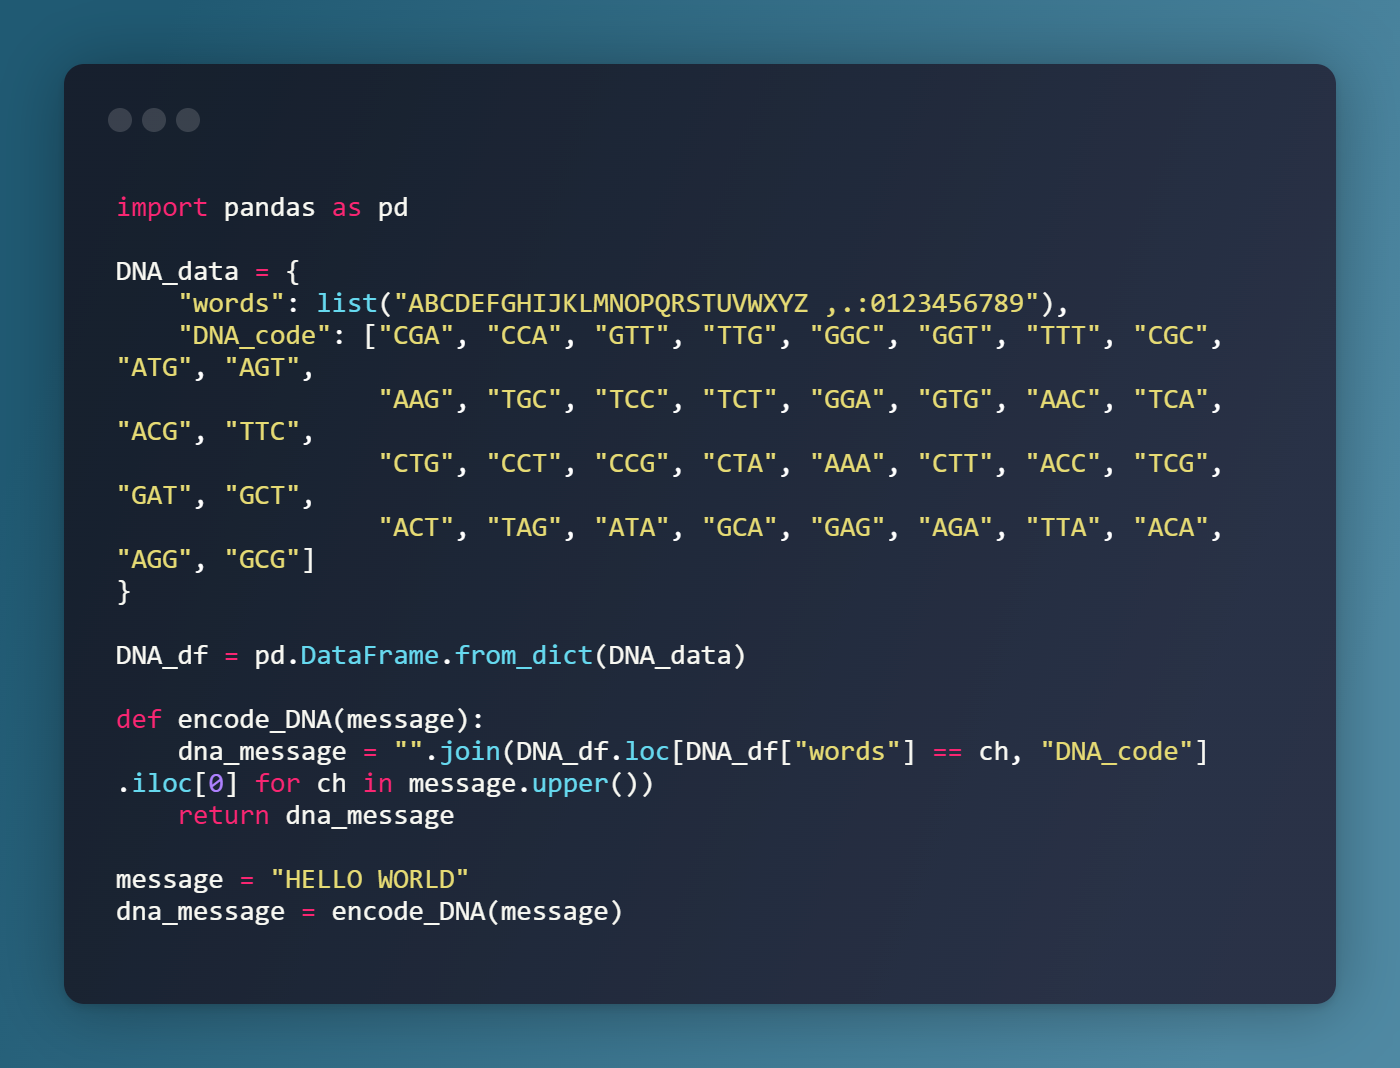 import pandas as pd

DNA_data = {
    "words": list("ABCDEFGHIJKLMNOPQRSTUVWXYZ ,.:0123456789"),
    "DNA_code": ["CGA", "CCA", "GTT", "TTG", "GGC", "GGT", "TTT", "CGC",
"ATG", "AGT",
                 "AAG", "TGC", "TCC", "TCT", "GGA", "GTG", "AAC", "TCA",
"ACG", "TTC",
                 "CTG", "CCT", "CCG", "CTA", "AAA", "CTT", "ACC", "TCG",
"GAT", "GCT",
                 "ACT", "TAG", "ATA", "GCA", "GAG", "AGA", "TTA", "ACA",
"AGG", "GCG"]
}

DNA_df = pd.DataFrame.from_dict(DNA_data)

def encode_DNA(message):
    dna_message = "".join(DNA_df.loc[DNA_df["words"] == ch, "DNA_code"]
.iloc[0] for ch in message.upper())
    return dna_message

message = "HELLO WORLD"
dna_message = encode_DNA(message)